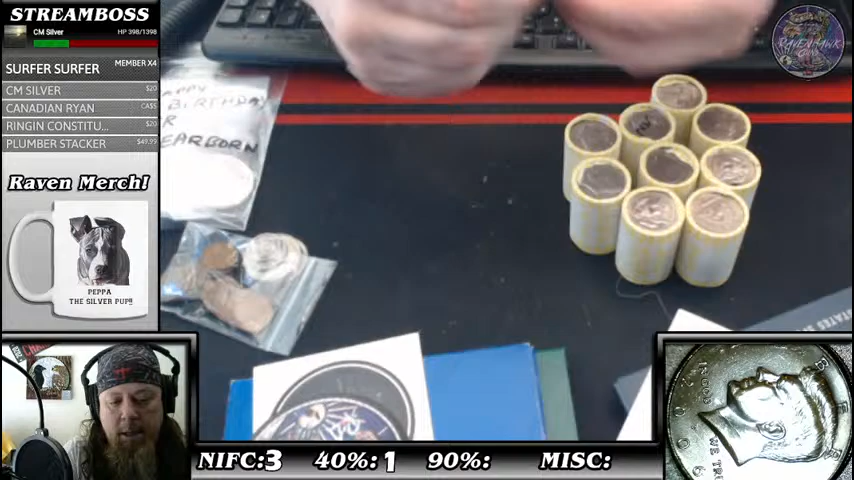 STREAMBOSS
CM Silver
HP 398/1398
SURFER SURFER
MEMBER X4
CM SILVER
$20
CANADIAN RYAN
CA$5
RINGIN CONSTITU...
$20
PLUMBER STACKER
$49.99
Raven Merch!
PEPPA
THE SILVER PUP!!
APPY
BIRTHDAY
R
EARBORN
NIFC:3
40%:1
90%:
MISC:
WE TRU